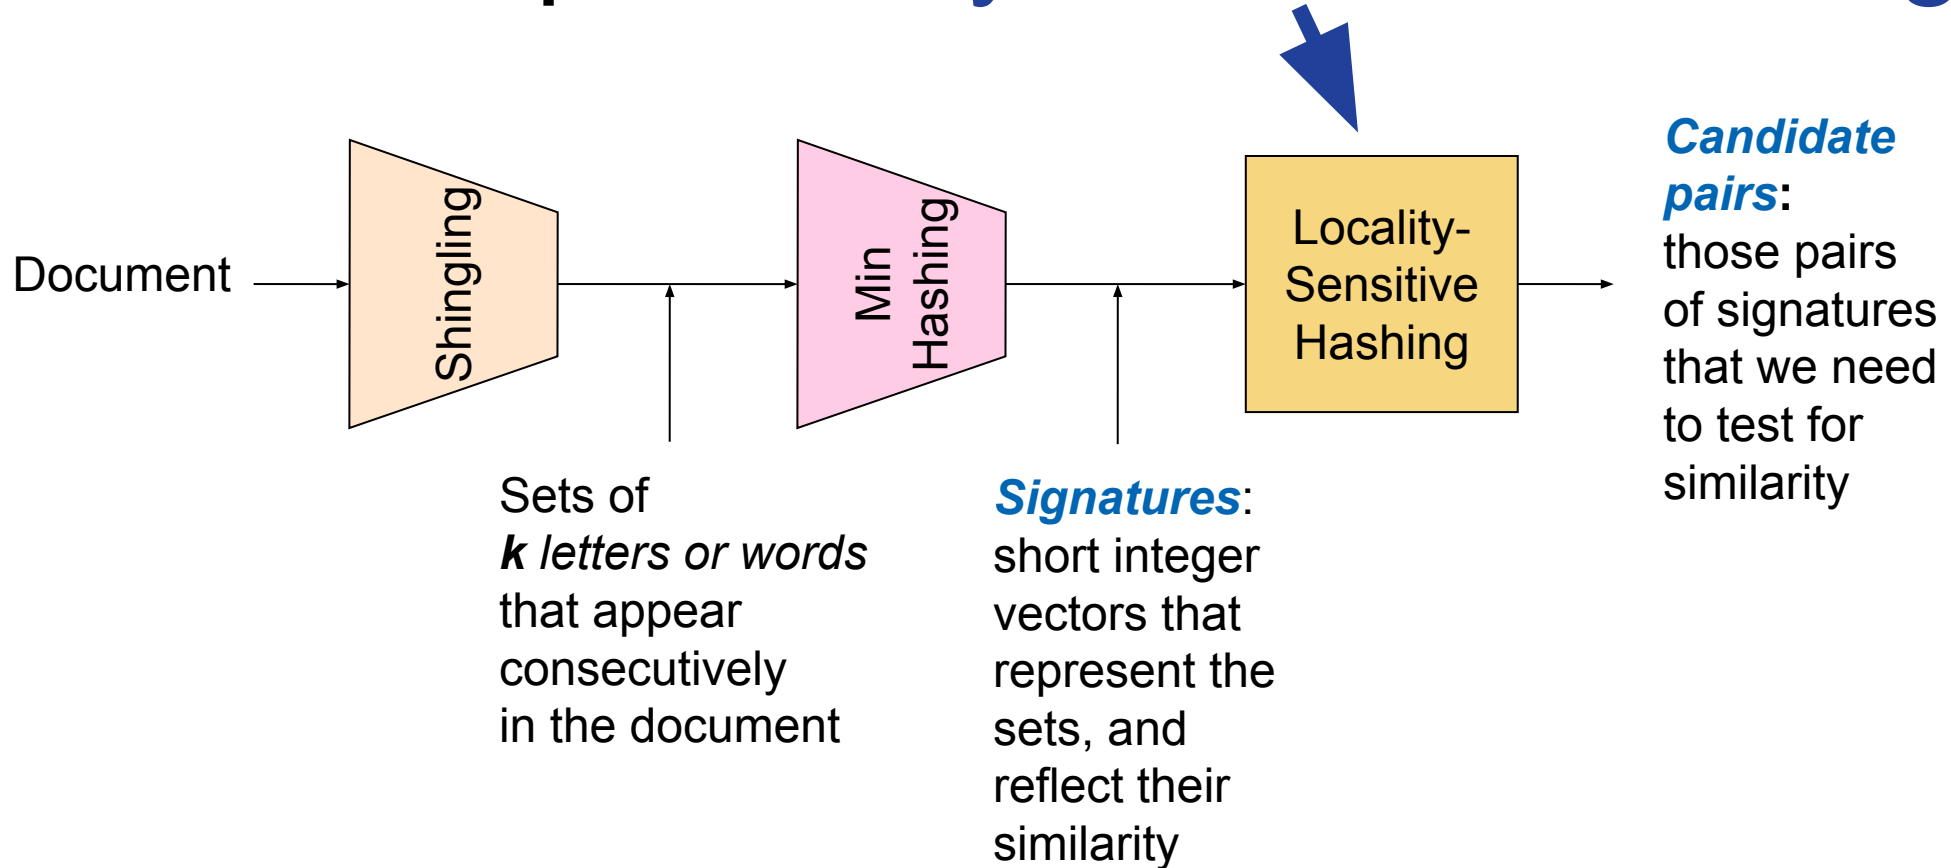 Document
Shingling
Min
Hashing
Locality-
Sensitive
Hashing
Candidate
pairs:
those pairs
of signatures
that we need
to test for
similarity
Sets of
k letters or words
that appear
consecutively
in the document
Signatures:
short integer
vectors that
represent the
sets, and
reflect their
similarity